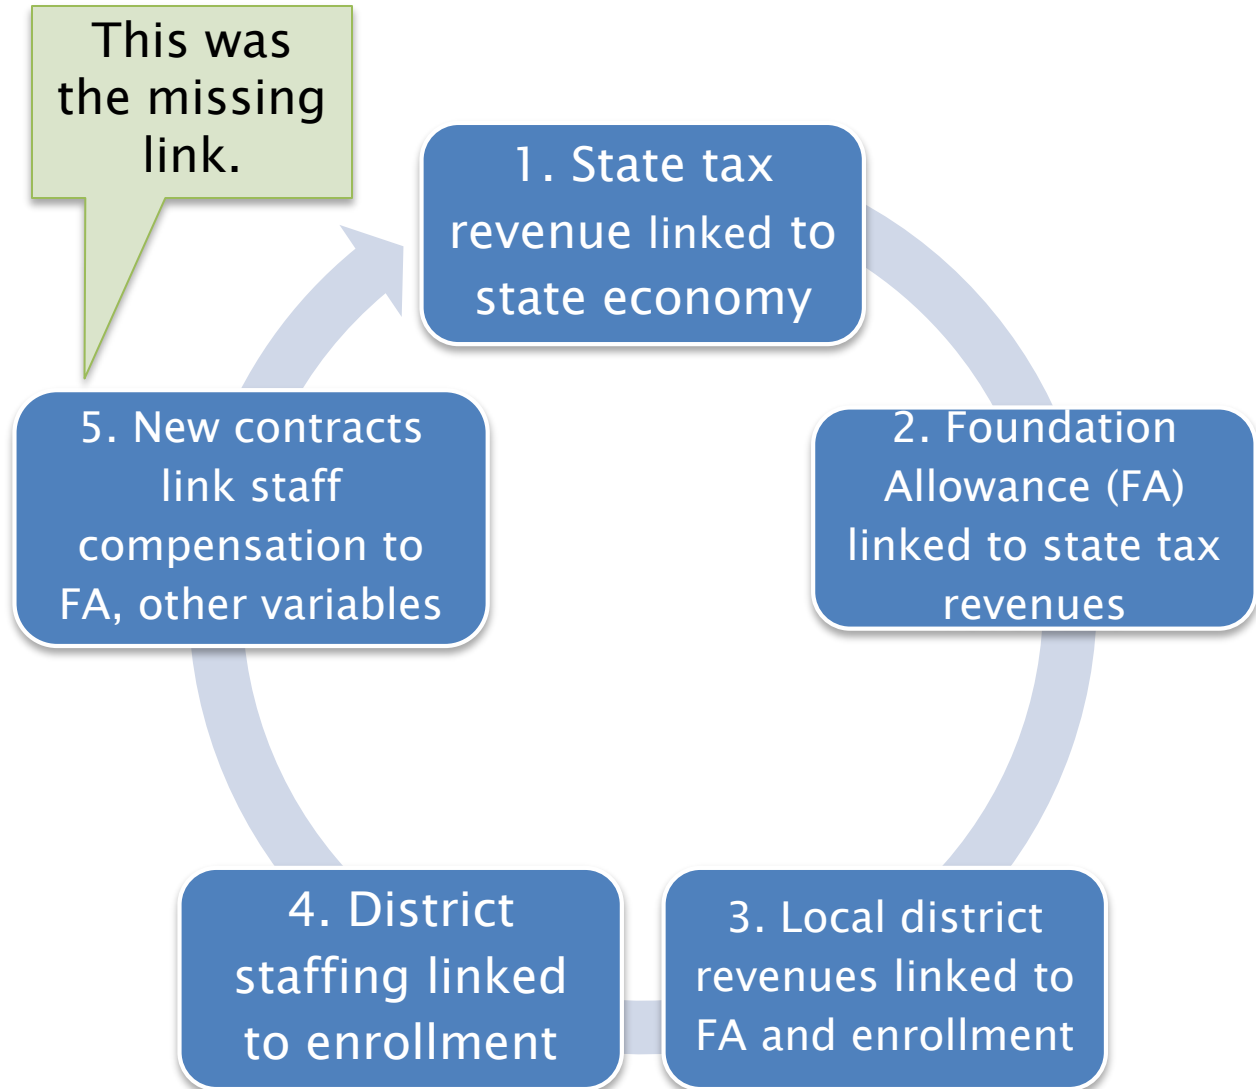 This was
the missing
link.
1. State tax
revenue linked to
state economy
2. Foundation
Allowance (FA)
linked to state tax
revenues
3. Local district
revenues linked to
FA and enrollment
4. District
staffing linked
to enrollment
5. New contracts
link staff
compensation to
FA, other variables